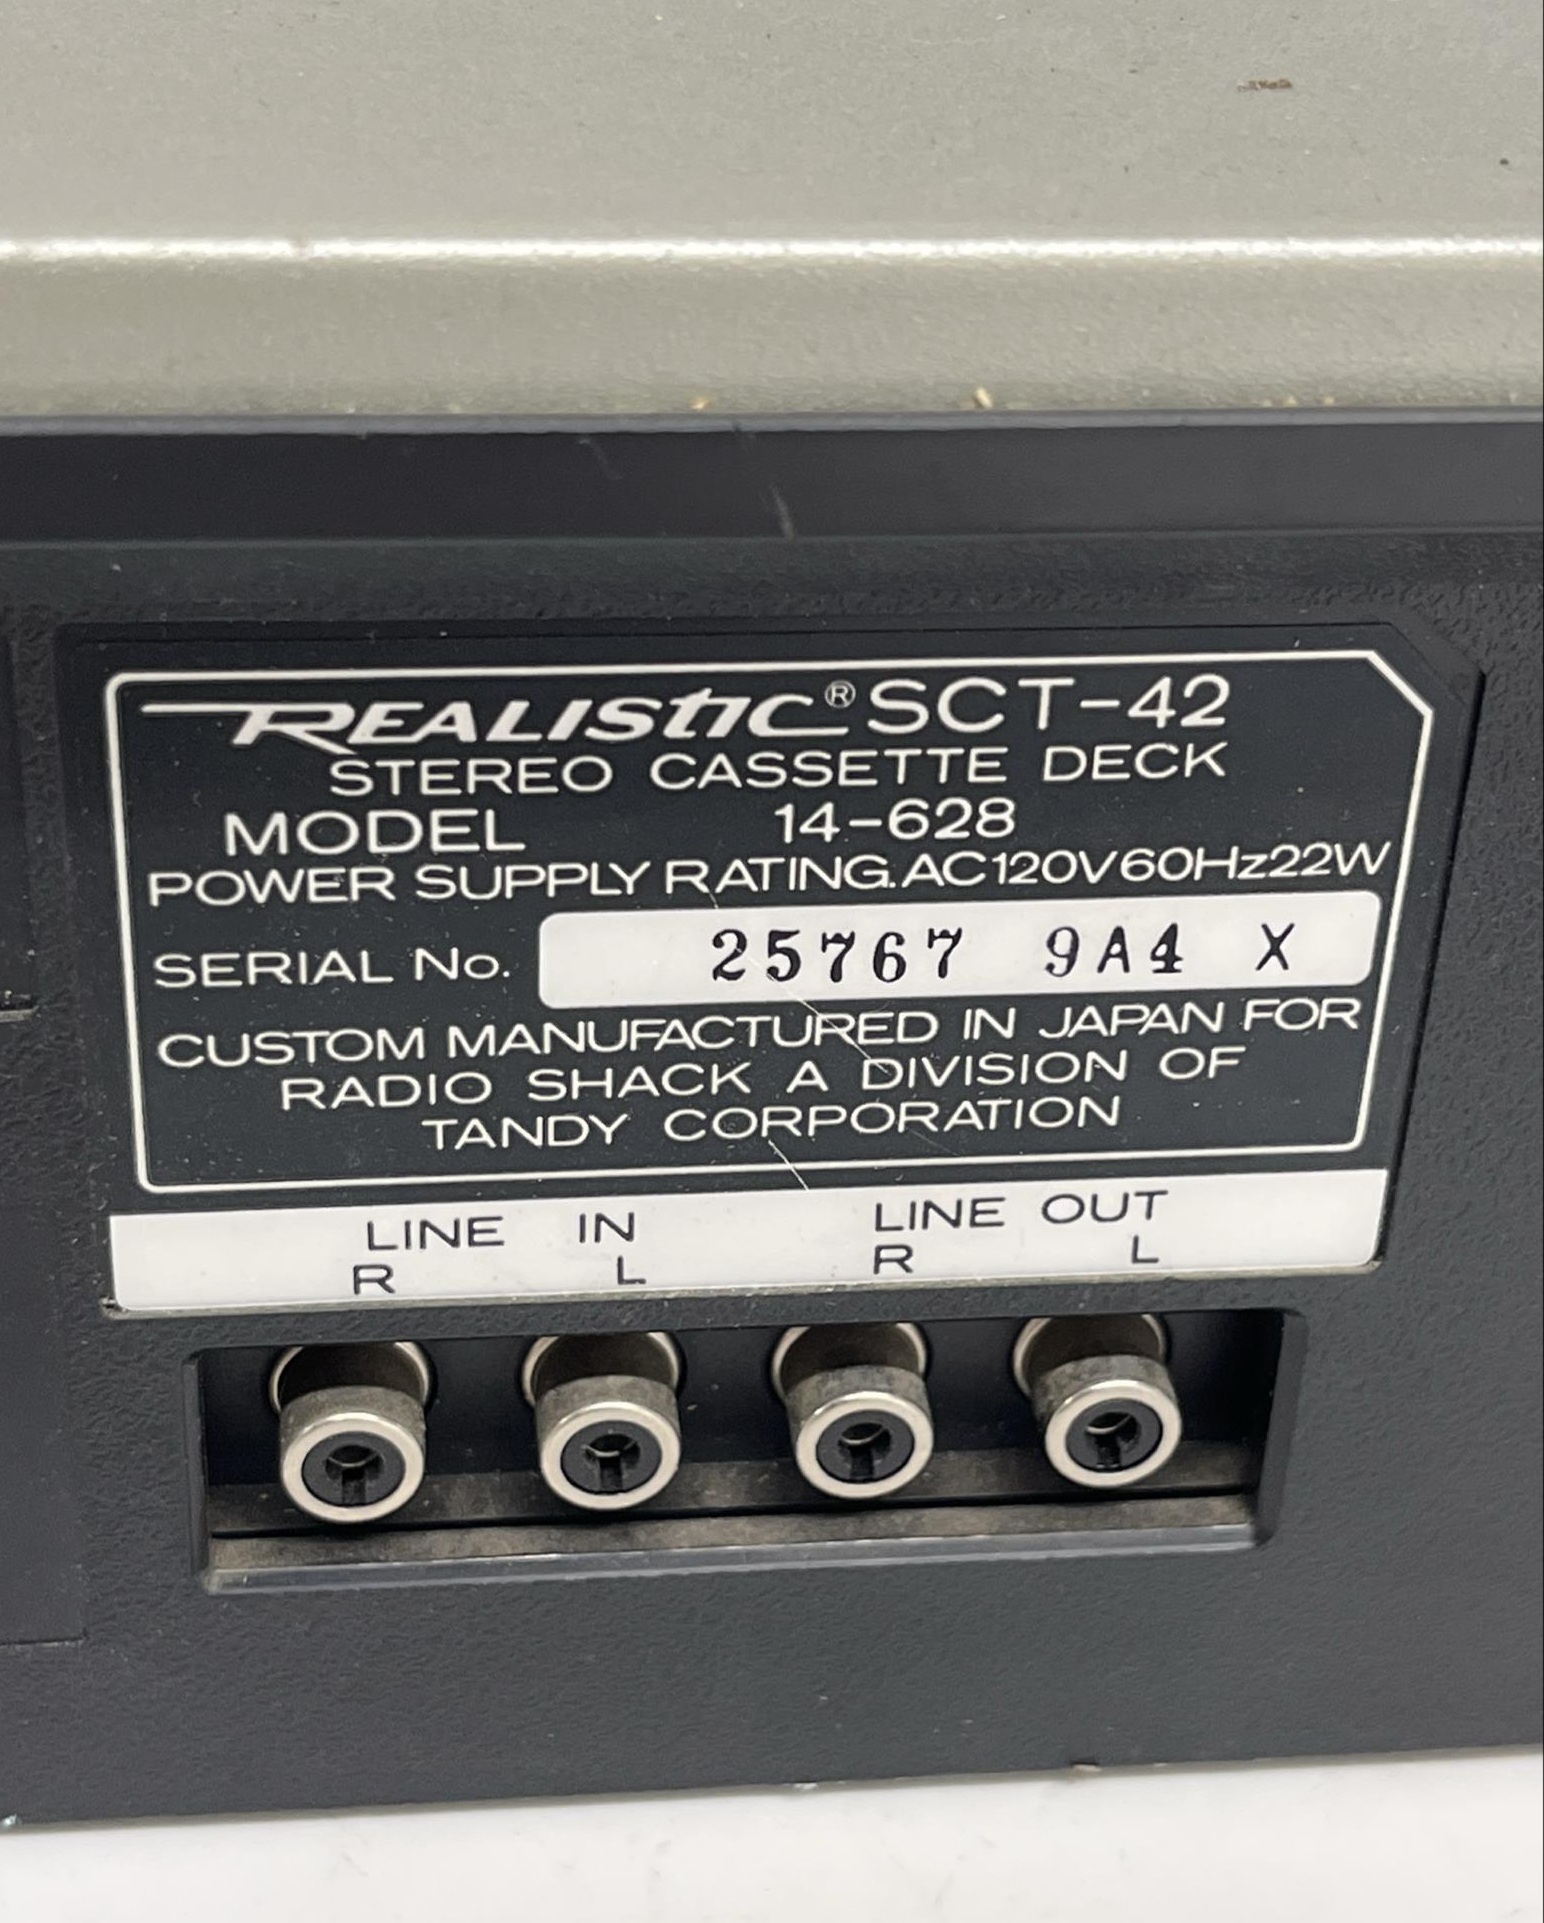 REALISTIC® SCT-42
STEREO CASSETTE DECK
MODEL 14-628
POWER SUPPLY RATING. AC120V60Hz22W
SERIAL No. 25767 9A4 X
CUSTOM MANUFACTURED IN JAPAN FOR
RADIO SHACK A DIVISION OF
TANDY CORPORATION
LINE IN LINE OUT
R L R L